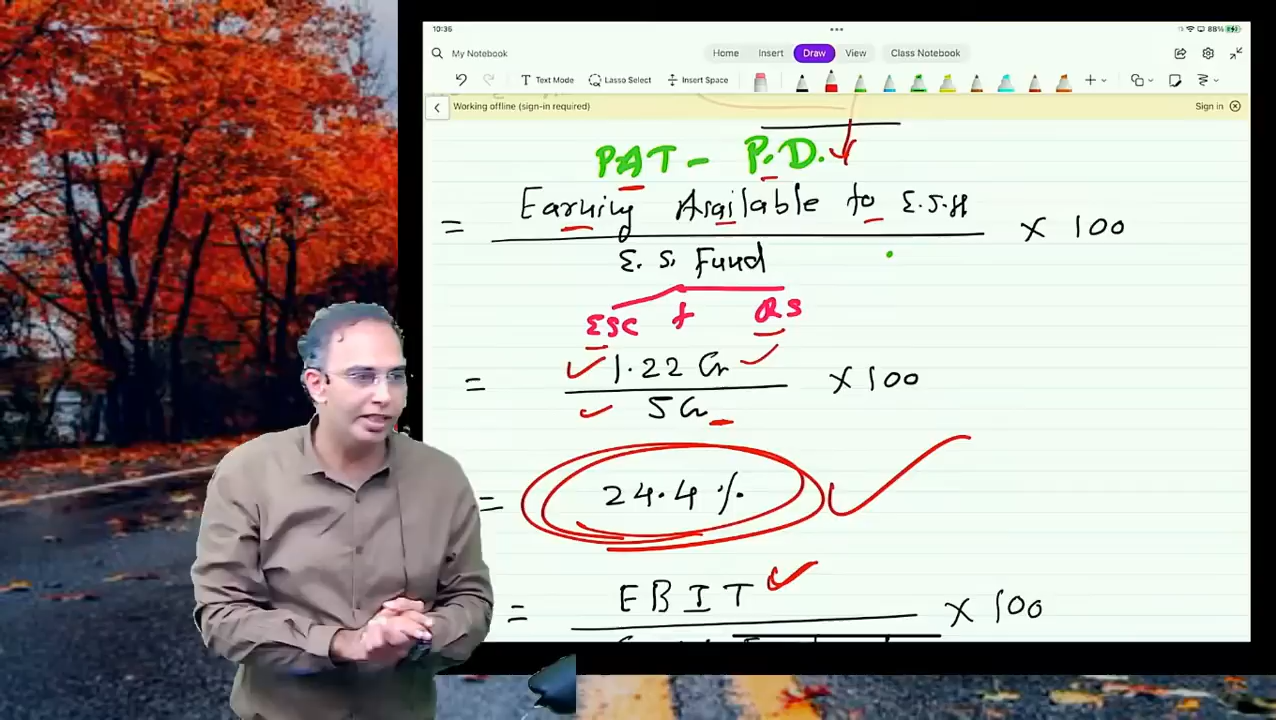 10:35 ... 88%
My Notebook Home Insert Draw View Class Notebook
Text Mode Lasso Select Insert Space
Working offline (sign-in required) Sign in
PAT - P.D.
= Earning Available to E.S.H × 100
E. S. Fund
ESC + R S
= 1.22 Cr × 100
5 Cr
= 24.4 %
= EBIT × 100